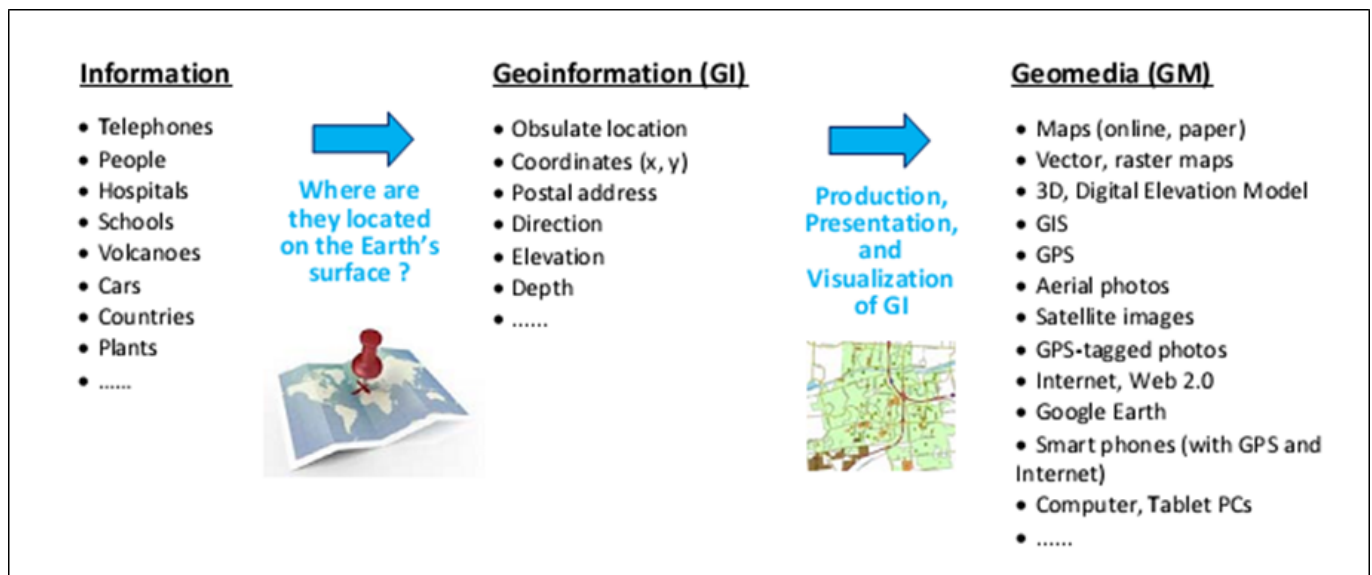 Information
• Telephones
• People
• Hospitals
• Schools
• Volcanoes
• Cars
• Countries
• Plants
• ......
Where are
they located
on the Earth's
surface ?
Geoinformation (GI)
• Obsulate location
• Coordinates (x, y)
• Postal address
• Direction
• Elevation
• Depth
• ......
Production,
Presentation,
and
Visualization
of GI
Geomedia (GM)
• Maps (online, paper)
• Vector, raster maps
• 3D, Digital Elevation Model
• GIS
• GPS
• Aerial photos
• Satellite images
• GPS-tagged photos
• Internet, Web 2.0
• Google Earth
• Smart phones (with GPS and
Internet)
• Computer, Tablet PCs
• ......